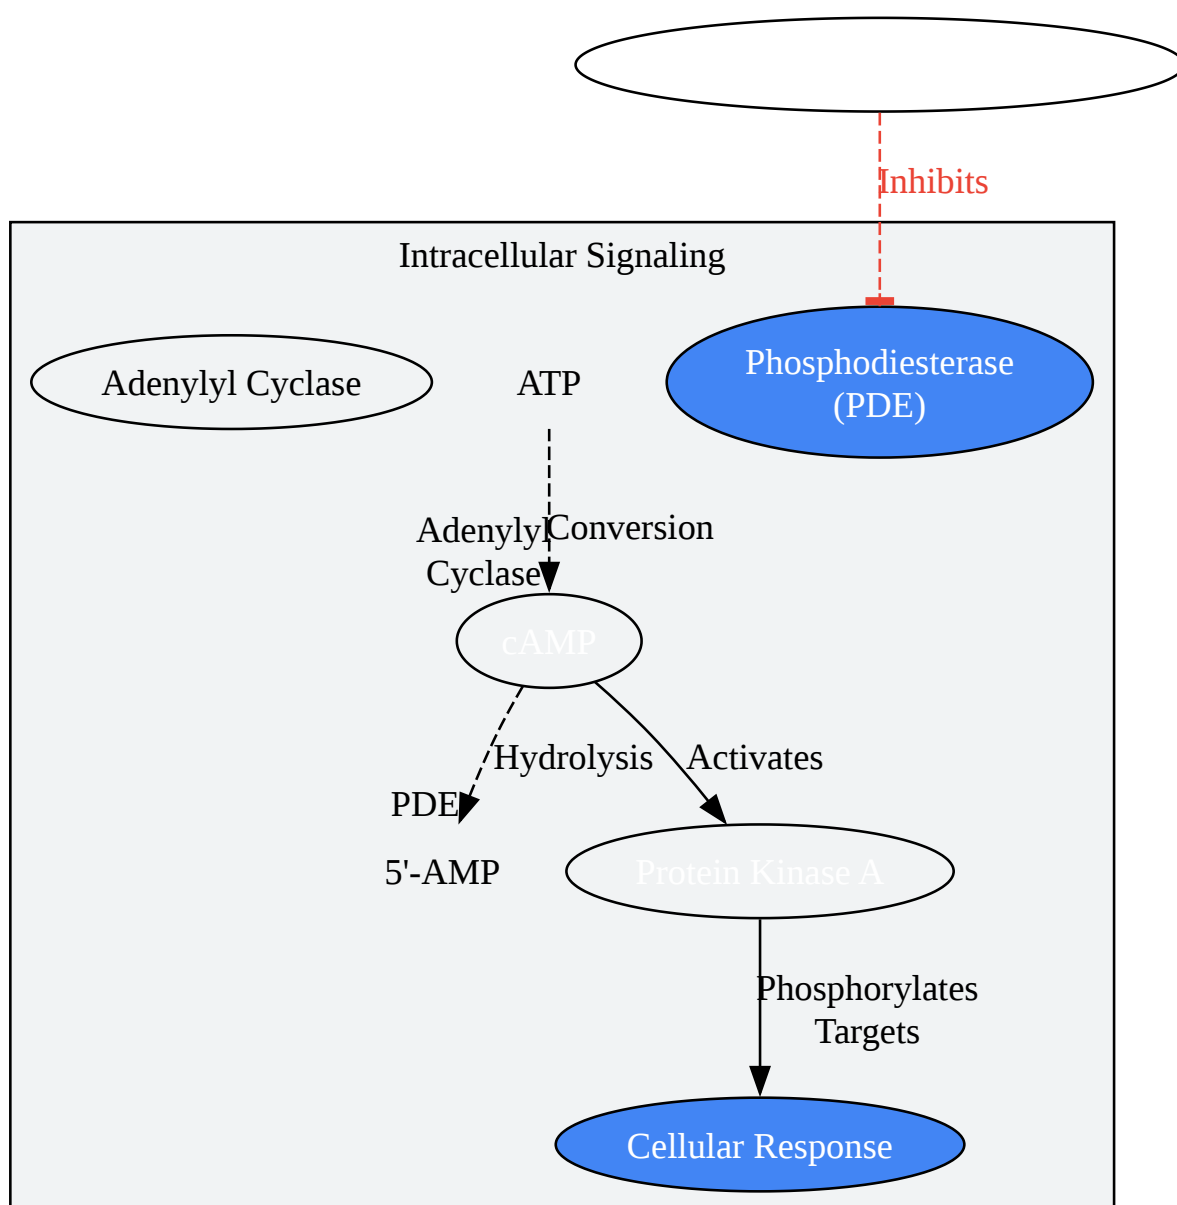 Inhibits
Intracellular Signaling
Adenylyl Cyclase
ATP
Phosphodiesterase
(PDE)
Adenylyl
Cyclase
Conversion
cAMP
Hydrolysis
Activates
PDE
5'-AMP
Protein Kinase A
Phosphorylates
Targets
Cellular Response